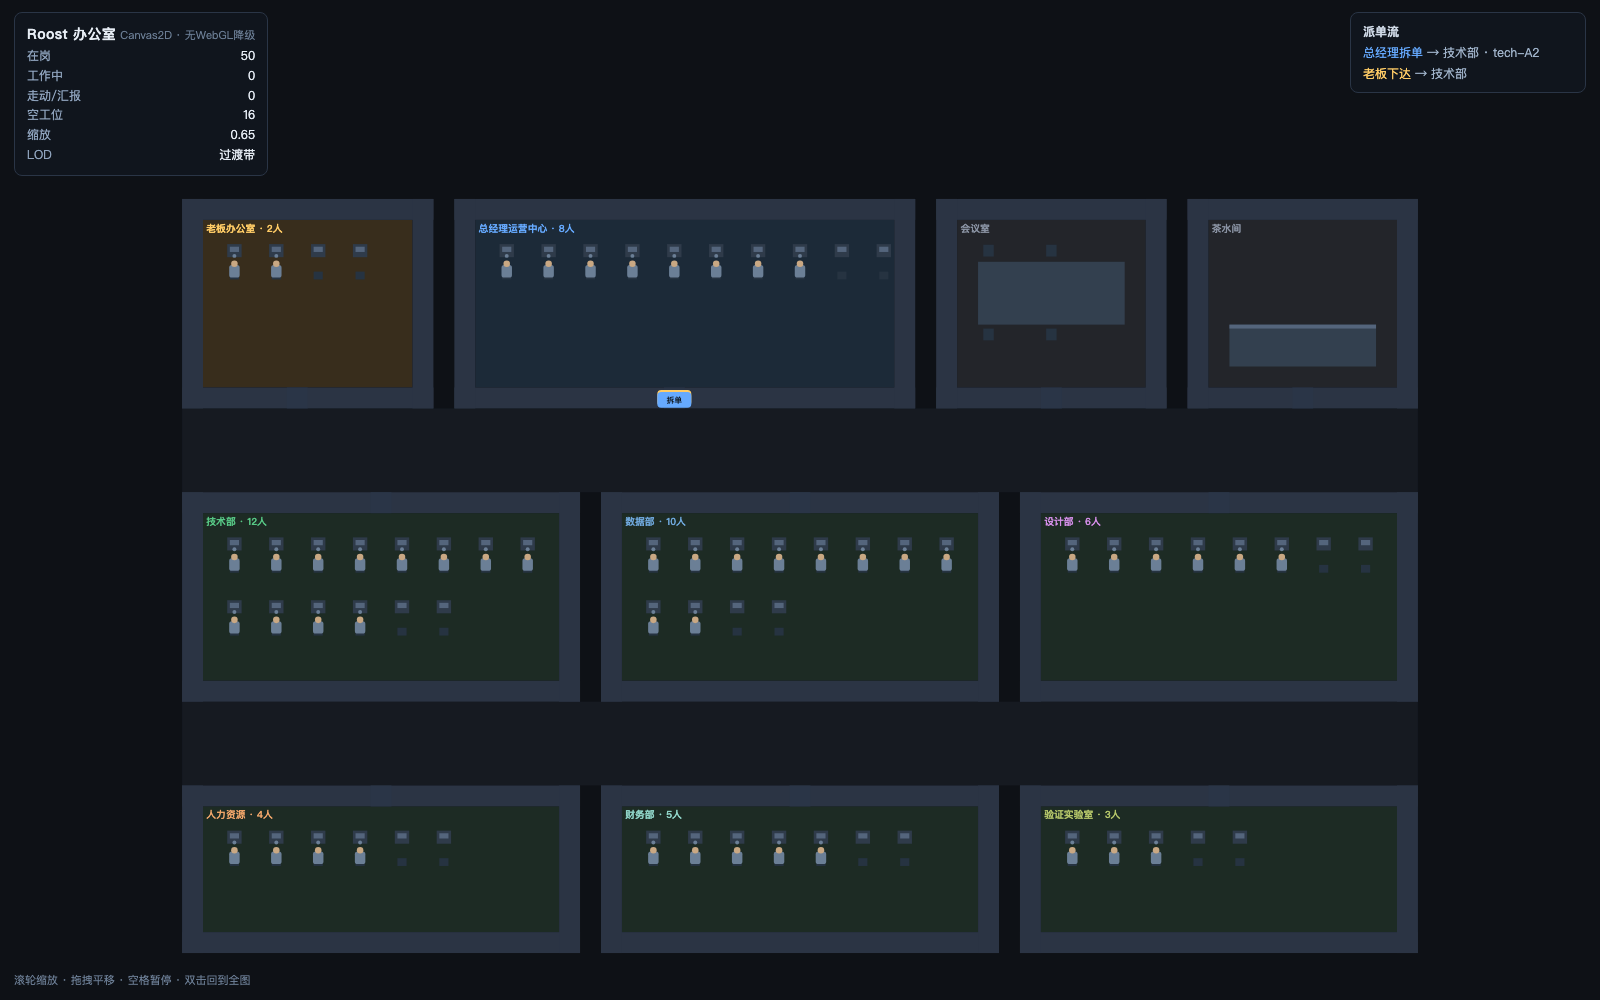 Roost 办公室 Canvas2D · 无WebGL降级
在岗 50
工作中 0
走动/汇报 0
空工位 16
缩放 0.65
LOD 过渡带
派单流
总经理拆单 → 技术部 · tech-A2
老板下达 → 技术部
老板办公室 · 2人
总经理运营中心 · 8人
会议室
茶水间
拆单
技术部 · 12人
数据部 · 10人
设计部 · 6人
人力资源 · 4人
财务部 · 5人
验证实验室 · 3人
滚轮缩放 · 拖拽平移 · 空格暂停 · 双击回到全图